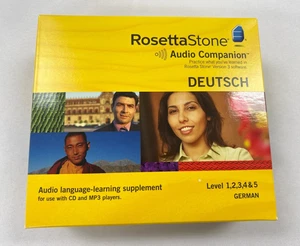 RosettaStone
Audio Companion
Practice what you've learned in
Rosetta Stone Version 3 software
DEUTSCH
Audio language-learning supplement
for use with CD and MP3 players.
Level 1,2,3,4&5
GERMAN